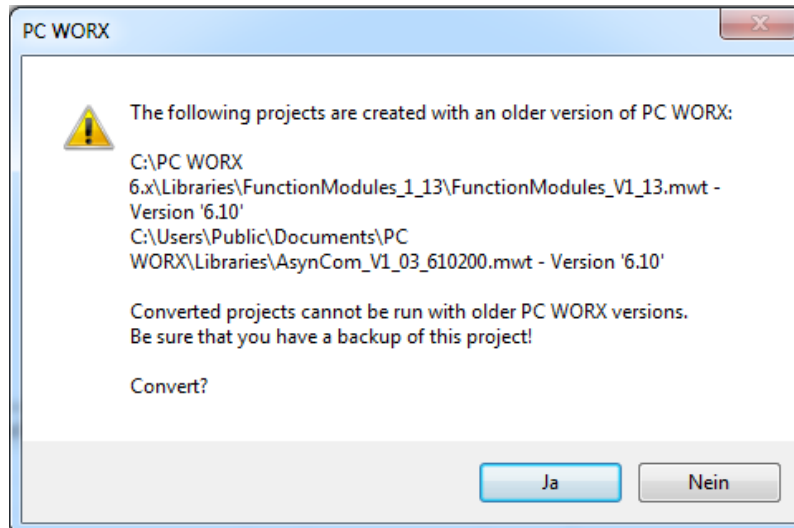 PC WORX
The following projects are created with an older version of PC WORX:
C:\PC WORX
6.x\Libraries\FunctionModules_1_13\FunctionModules_V1_13.mwt -
Version '6.10'
C:\Users\Public\Documents\PC
WORX\Libraries\AsynCom_V1_03_610200.mwt - Version '6.10'
Converted projects cannot be run with older PC WORX versions.
Be sure that you have a backup of this project!
Convert?
Ja
Nein